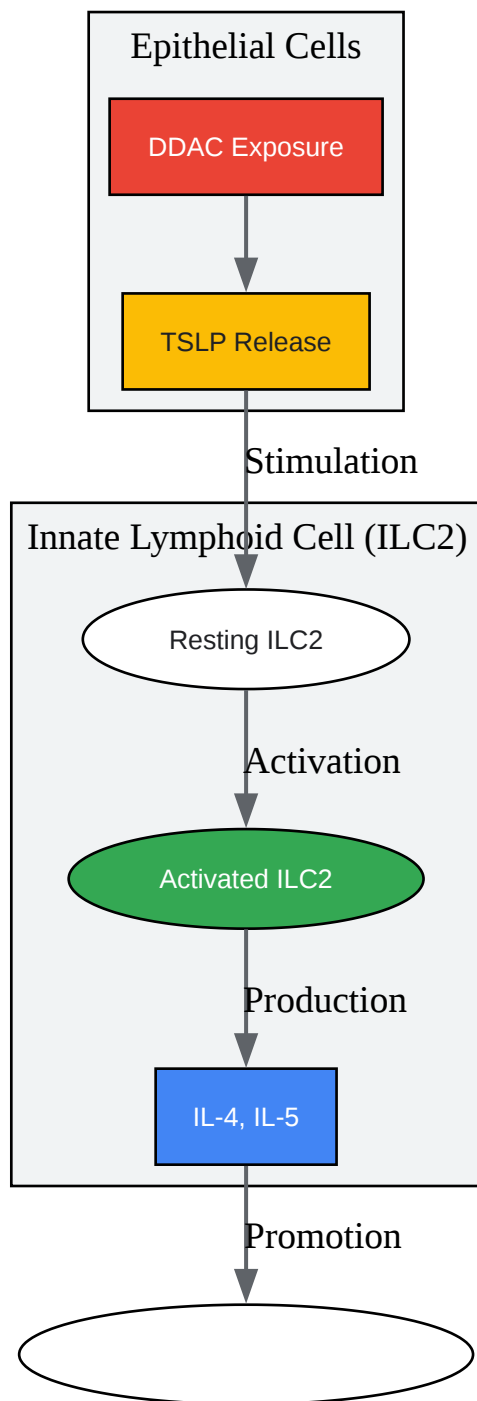 Epithelial Cells
DDAC Exposure
TSLP Release
Stimulation
Innate Lymphoid Cell (ILC2)
Resting ILC2
Activation
Activated ILC2
Production
IL-4, IL-5
Promotion